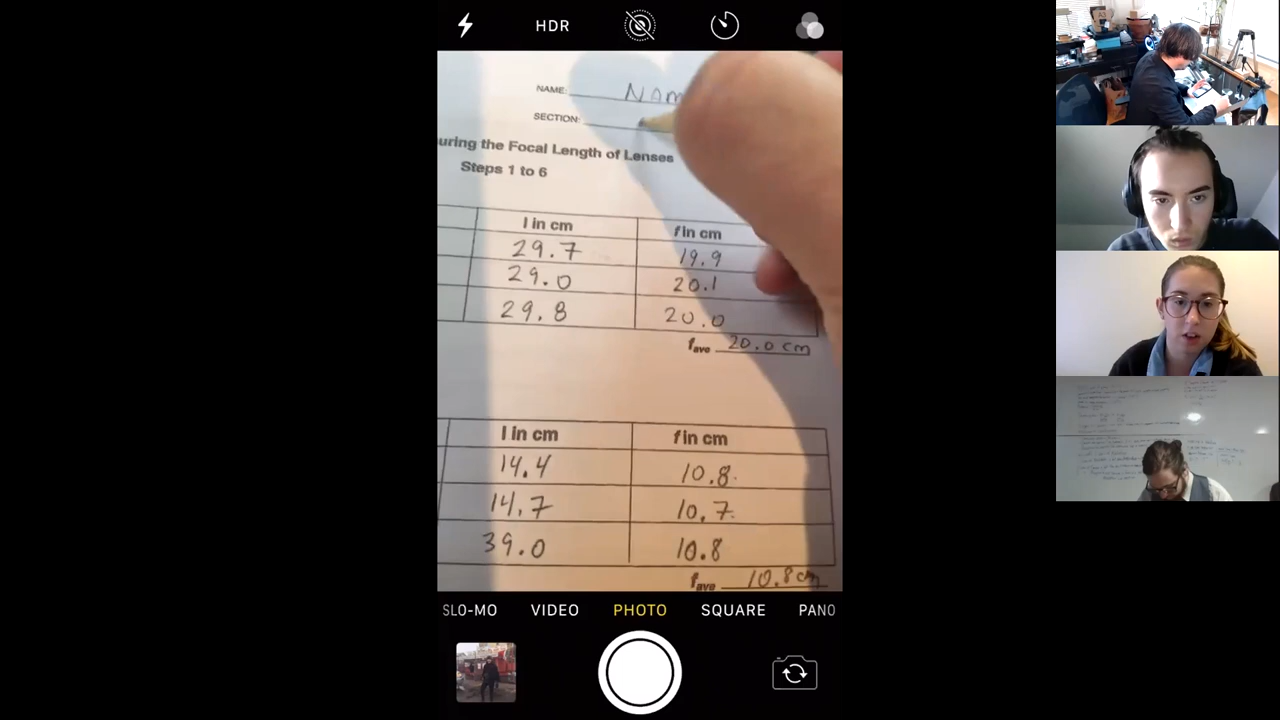 HDR
NAME: NAM
SECTION:
uring the Focal Length of Lenses
Steps 1 to 6
l in cm f in cm
29.7 19.9
29.0 20.1
29.8 20.0
fave 20.0 cm
l in cm f in cm
14.4 10.8
14.7 10.7
39.0 10.8
fave 10.8 cm
SLO-MO VIDEO PHOTO SQUARE PANO